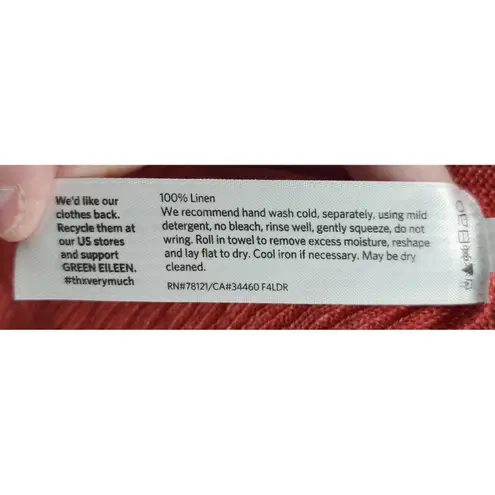 We'd like our
clothes back.
Recycle them at
our US stores
and support
GREEN EILEEN.
#thxverymuch
100% Linen
We recommend hand wash cold, separately, using mild
detergent, no bleach, rinse well, gently squeeze, do not
wring. Roll in towel to remove excess moisture, reshape
and lay flat to dry. Cool iron if necessary. May be dry
cleaned.
RN#78121/CA#34460 F4LDR